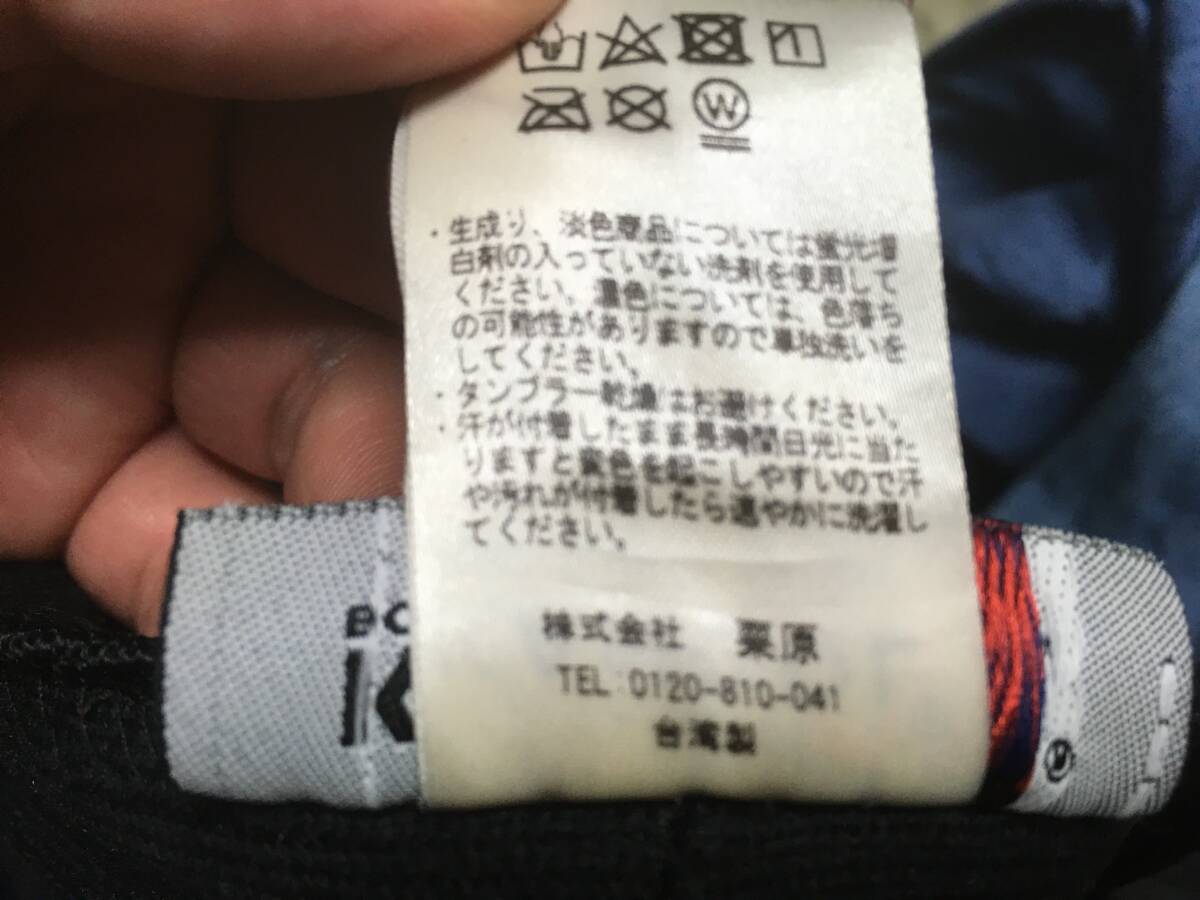 W
・生成り、淡色商品については蛍光増
白剤の入っていない洗剤を使用して
ください。濃色については、色落ち
の可能性がありますので単独洗いを
してください。
・タンブラー乾燥はお避けください。
・汗が付着したまま長時間日光に当た
りますと変色を起こしやすいので汗
や汚れが付着したら速やかに洗濯し
てください。
株式会社 栗原
TEL:0120-810-041
台湾製